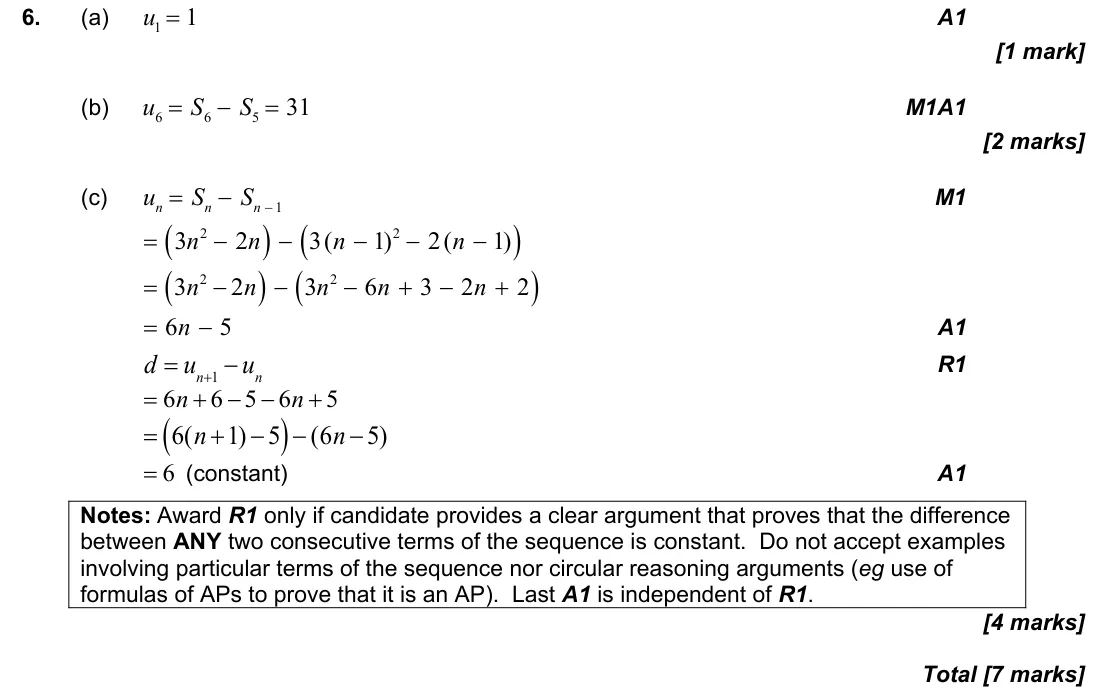 6. (a) u₁ = 1 A1
[1 mark]
(b) u₆ = S₆ − S₅ = 31 M1A1
[2 marks]
(c) uₙ = Sₙ − Sₙ₋₁ M1
= (3n² − 2n) − (3(n − 1)² − 2(n − 1))
= (3n² − 2n) − (3n² − 6n + 3 − 2n + 2)
= 6n − 5 A1
d = uₙ₊₁ − uₙ R1
= 6n + 6 − 5 − 6n + 5
= (6(n + 1) − 5) − (6n − 5)
= 6 (constant) A1
Notes: Award R1 only if candidate provides a clear argument that proves that the difference
between ANY two consecutive terms of the sequence is constant. Do not accept examples
involving particular terms of the sequence nor circular reasoning arguments (eg use of
formulas of APs to prove that it is an AP). Last A1 is independent of R1.
[4 marks]
Total [7 marks]